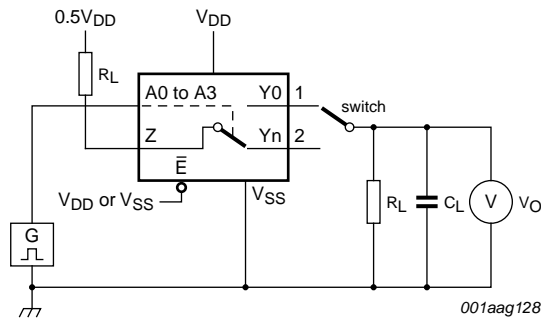 0.5VDD
VDD
RL
A0 to A3
Y0
1
switch
Z
Yn
2
E̅
VDD or VSS
VSS
G
RL
CL
V
VO
001aag128